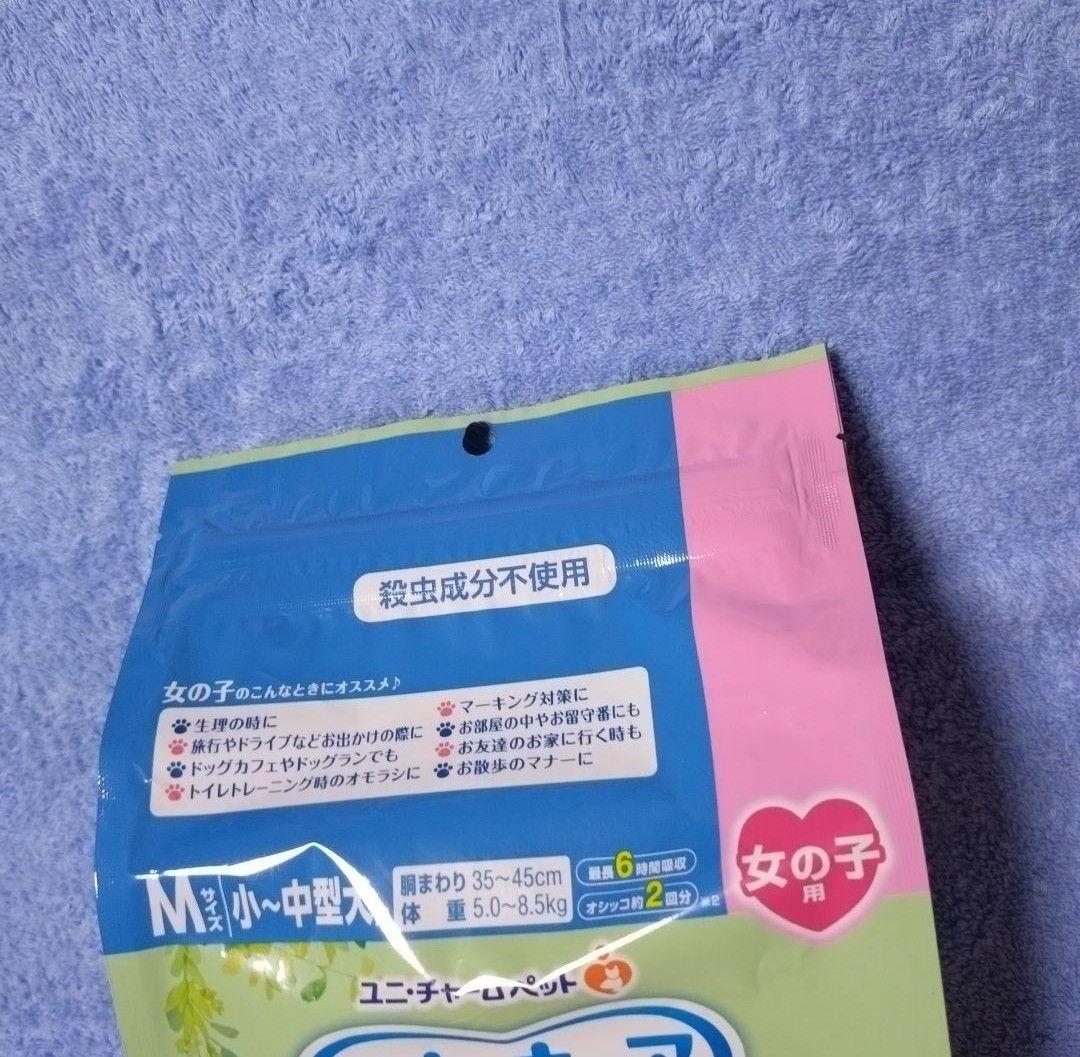 殺虫成分不使用
女の子のこんなときにオススメ♪
生理の時に
旅行やドライブなどお出かけの際に
ドッグカフェやドッグランでも
トイレトレーニング時のオモラシに
マーキング対策に
お部屋の中やお留守番にも
お友達のお家に行く時も
お散歩のマナーに
Mサイズ 小〜中型犬
胴まわり 35〜45cm
体 重 5.0〜8.5kg
最長6時間吸収
オシッコ約2回分 ※2
女の子用
ユニ・チャームペット